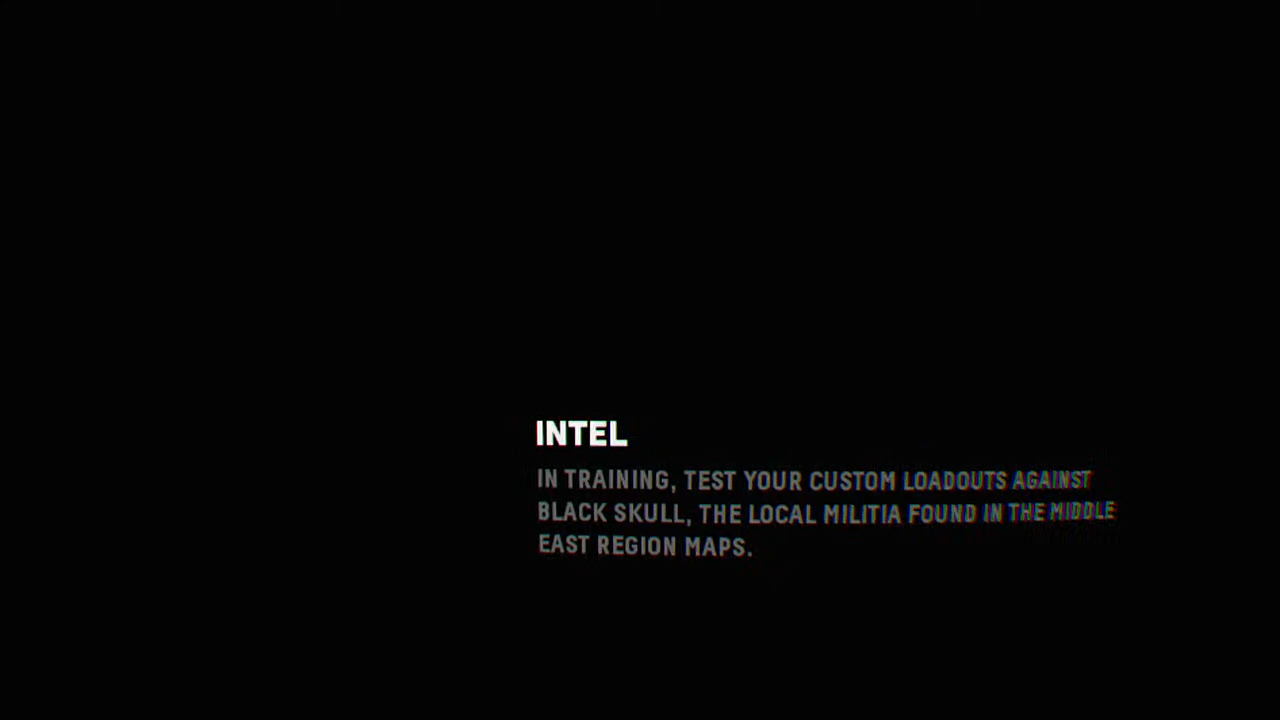 INTEL
IN TRAINING, TEST YOUR CUSTOM LOADOUTS AGAINST
BLACK SKULL, THE LOCAL MILITIA FOUND IN THE MIDDLE
EAST REGION MAPS.